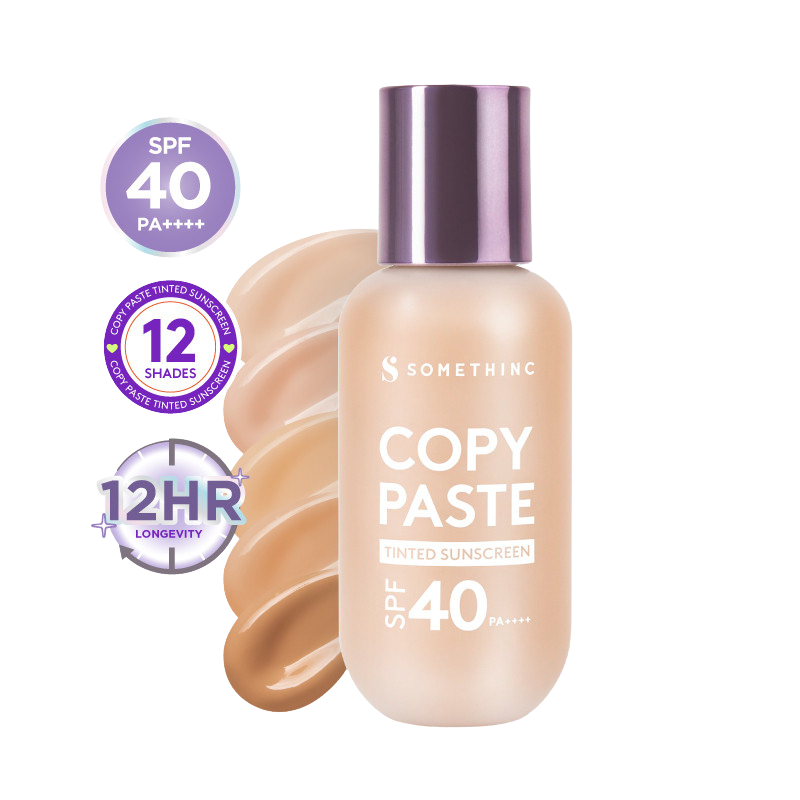 SPF
40
PA++++
COPY PASTE TINTED SUNSCREEN
12
SHADES
COPY PASTE TINTED SUNSCREEN
12HR
LONGEVITY
S SOMETHINC
COPY
PASTE
TINTED SUNSCREEN
SPF 40 PA++++